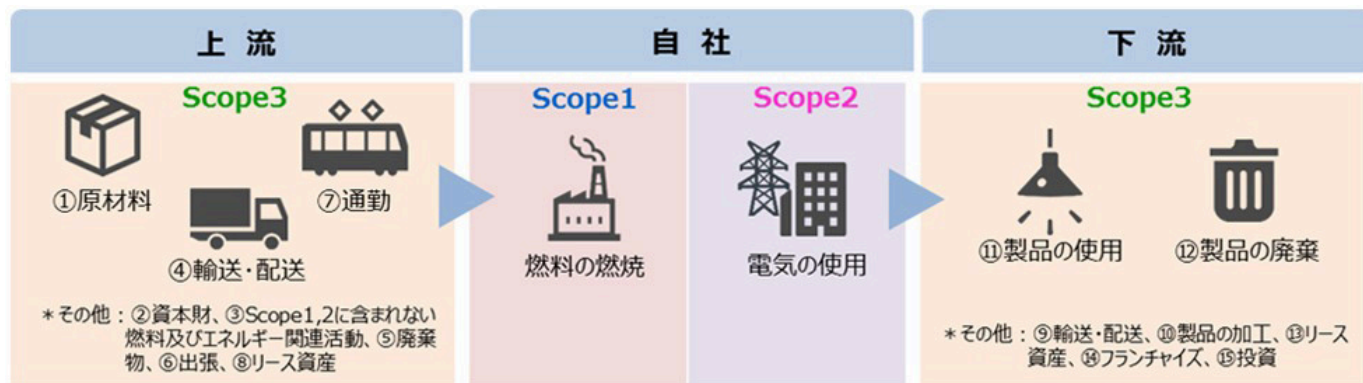 上 流
自 社
下 流
Scope3
①原材料
⑦通勤
④輸送・配送
＊その他：②資本財、③Scope1,2に含まれない
燃料及びエネルギー関連活動、⑤廃棄
物、⑥出張、⑧リース資産
Scope1
燃料の燃焼
Scope2
電気の使用
Scope3
⑪製品の使用
⑫製品の廃棄
＊その他：⑨輸送・配送、⑩製品の加工、⑬リース
資産、⑭フランチャイズ、⑮投資